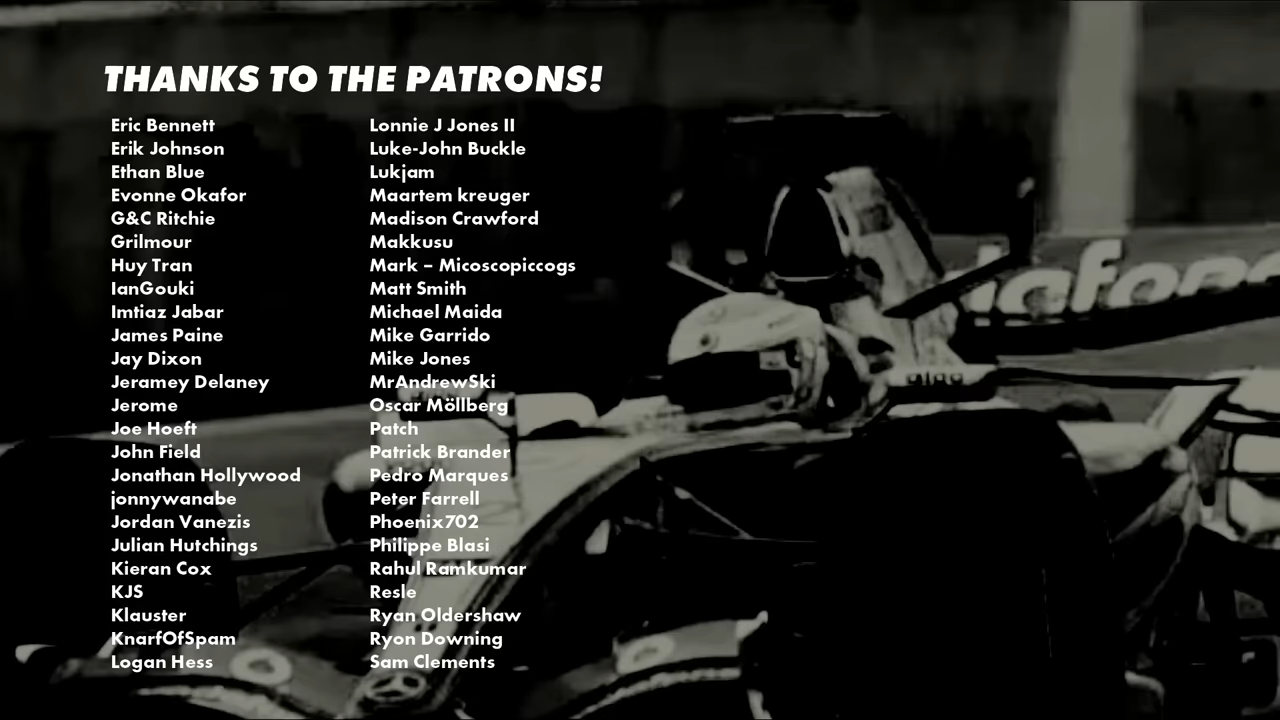 THANKS TO THE PATRONS!
Eric Bennett
Erik Johnson
Ethan Blue
Evonne Okafor
G&C Ritchie
Grilmour
Huy Tran
IanGouki
Imtiaz Jabar
James Paine
Jay Dixon
Jeramey Delaney
Jerome
Joe Hoeft
John Field
Jonathan Hollywood
jonnywanabe
Jordan Vanezis
Julian Hutchings
Kieran Cox
KJS
Klauster
KnarfOfSpam
Logan Hess
Lonnie J Jones II
Luke-John Buckle
Lukjam
Maartem kreuger
Madison Crawford
Makkusu
Mark – Micoscopiccogs
Matt Smith
Michael Maida
Mike Garrido
Mike Jones
MrAndrewSki
Oscar Möllberg
Patch
Patrick Brander
Pedro Marques
Peter Farrell
Phoenix702
Philippe Blasi
Rahul Ramkumar
Resle
Ryan Oldershaw
Ryon Downing
Sam Clements